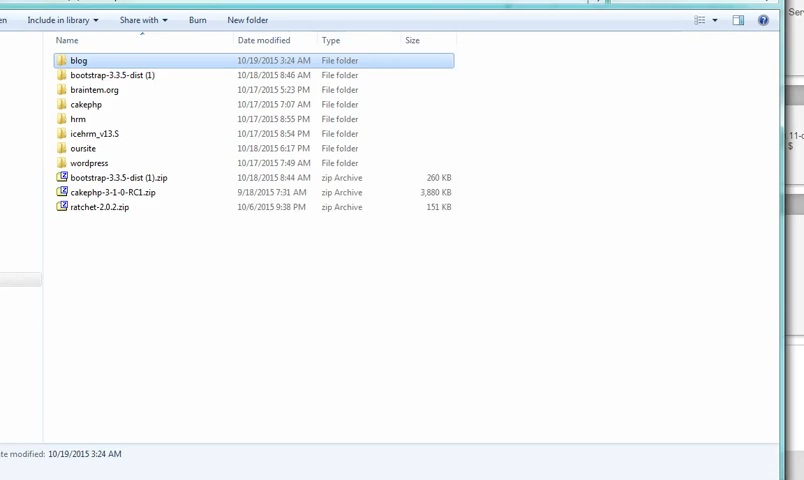 en Include in library Share with Burn New folder
Name Date modified Type Size
blog 10/19/2015 3:24 AM File folder
bootstrap-3.3.5-dist (1) 10/18/2015 8:46 AM File folder
braintem.org 10/17/2015 5:23 PM File folder
cakephp 10/17/2015 7:07 AM File folder
hrm 10/17/2015 8:55 PM File folder
icehrm_v13.S 10/17/2015 8:54 PM File folder
oursite 10/18/2015 6:17 PM File folder
wordpress 10/17/2015 7:49 AM File folder
bootstrap-3.3.5-dist (1).zip 10/18/2015 8:44 AM zip Archive 260 KB
cakephp-3-1-0-RC1.zip 9/18/2015 7:31 AM zip Archive 3,880 KB
ratchet-2.0.2.zip 10/6/2015 9:38 PM zip Archive 151 KB
te modified: 10/19/2015 3:24 AM
Serv
.11-c
$